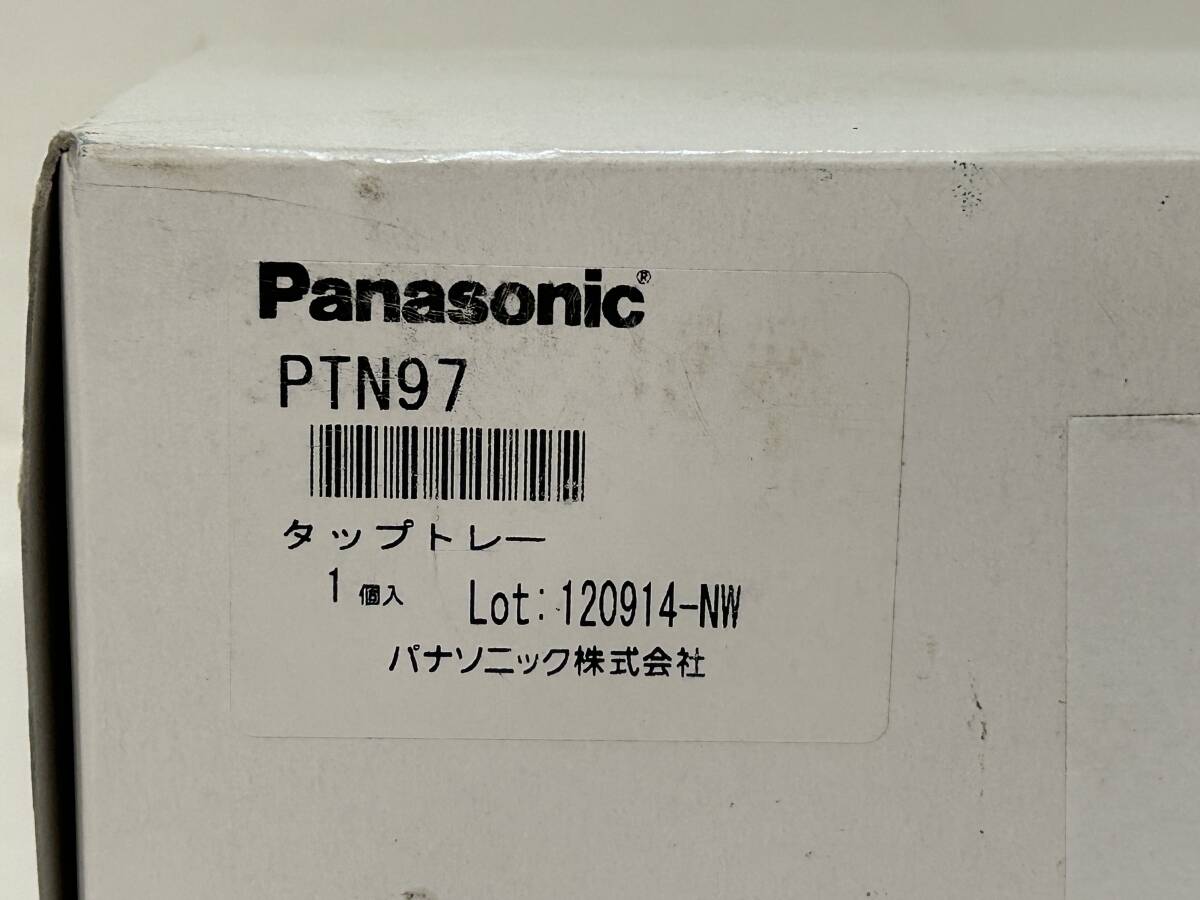 Panasonic®
PTN97
タップトレー
1 個入 Lot: 120914-NW
パナソニック株式会社